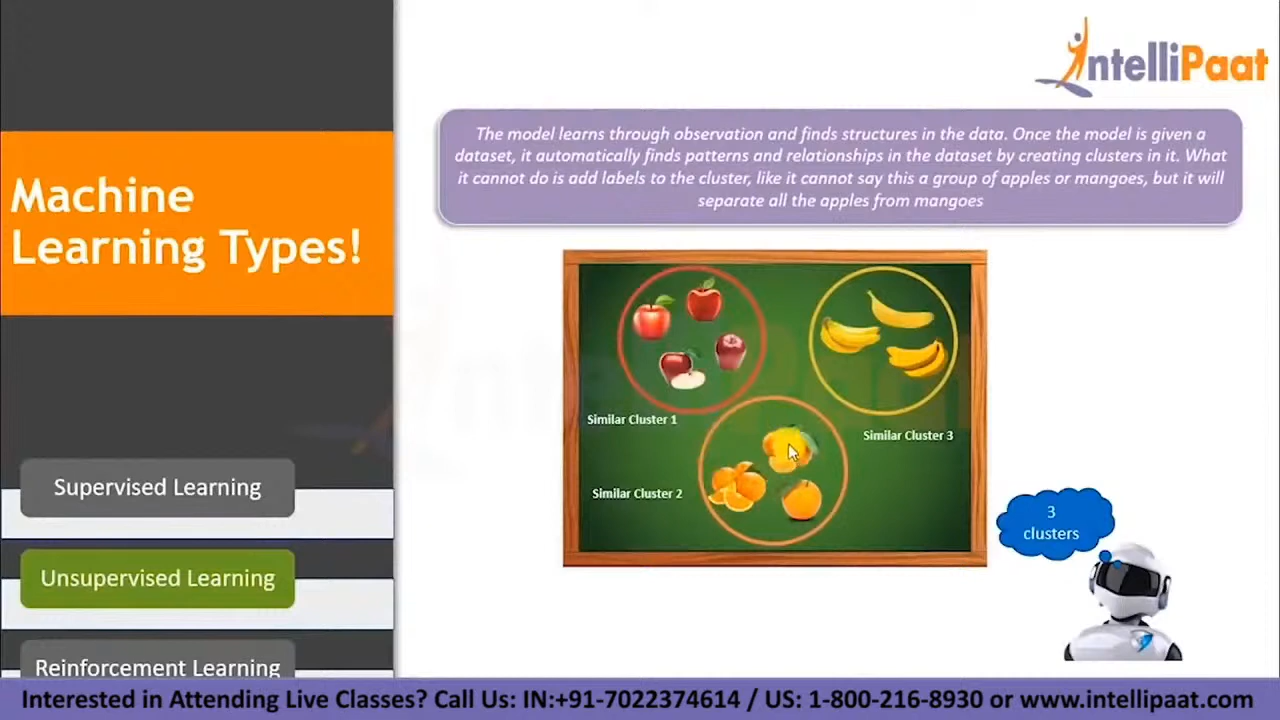 IntelliPaat
Machine
Learning Types!
The model learns through observation and finds structures in the data. Once the model is given a
dataset, it automatically finds patterns and relationships in the dataset by creating clusters in it. What
it cannot do is add labels to the cluster, like it cannot say this a group of apples or mangoes, but it will
separate all the apples from mangoes
Similar Cluster 1
Similar Cluster 3
Similar Cluster 2
3
clusters
Supervised Learning
Unsupervised Learning
Reinforcement Learning
Interested in Attending Live Classes? Call Us: IN:+91-7022374614 / US: 1-800-216-8930 or www.intellipaat.com